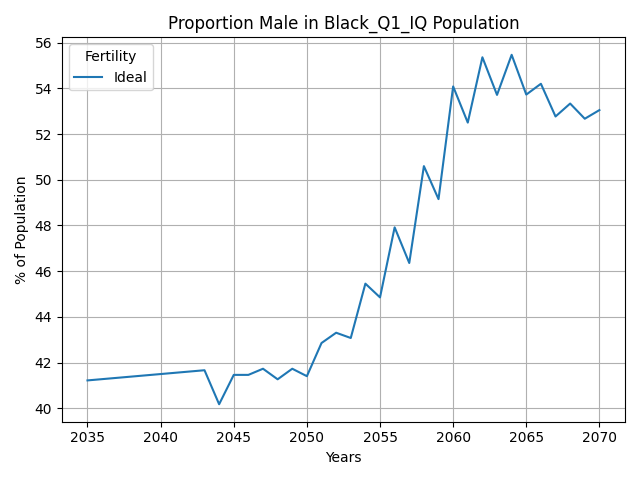 Proportion Male in Black_Q1_IQ Population
56
54
52
50
48
46
44
42
40
% of Population
Fertility
Ideal
2035 2040 2045 2050 2055 2060 2065 2070
Years